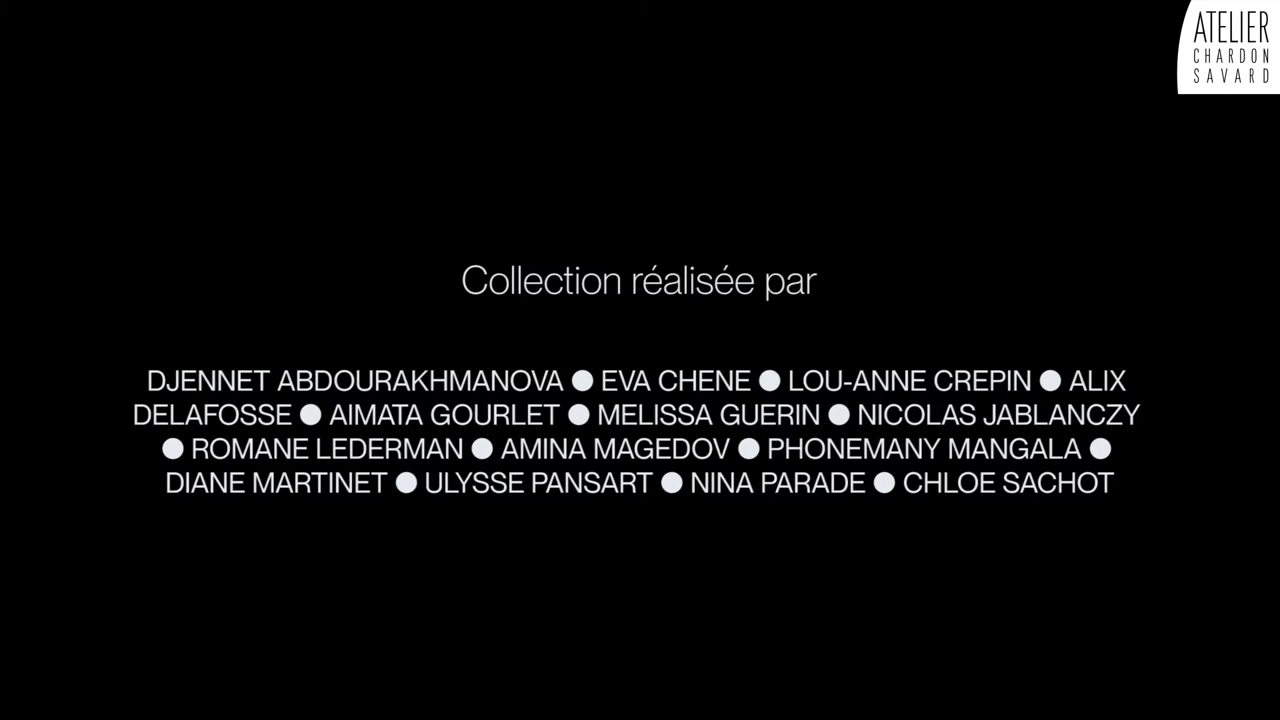 ATELIER
CHARDON
SAVARD
Collection réalisée par
DJENNET ABDOURAKHMANOVA ● EVA CHENE ● LOU-ANNE CREPIN ● ALIX
DELAFOSSE ● AIMATA GOURLET ● MELISSA GUERIN ● NICOLAS JABLANCZY
● ROMANE LEDERMAN ● AMINA MAGEDOV ● PHONEMANY MANGALA ●
DIANE MARTINET ● ULYSSE PANSART ● NINA PARADE ● CHLOE SACHOT